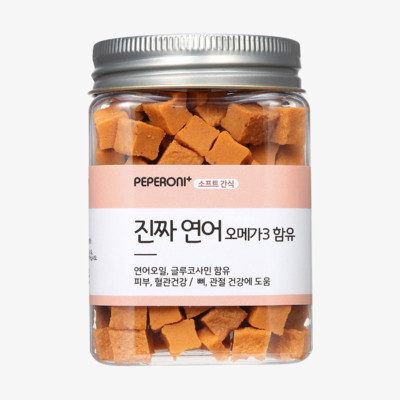 PEPERONI+ 소프트 간식
진짜 연어 오메가3 함유
연어오일, 글루코사민 함유
피부, 혈관건강 / 뼈, 관절 건강에 도움